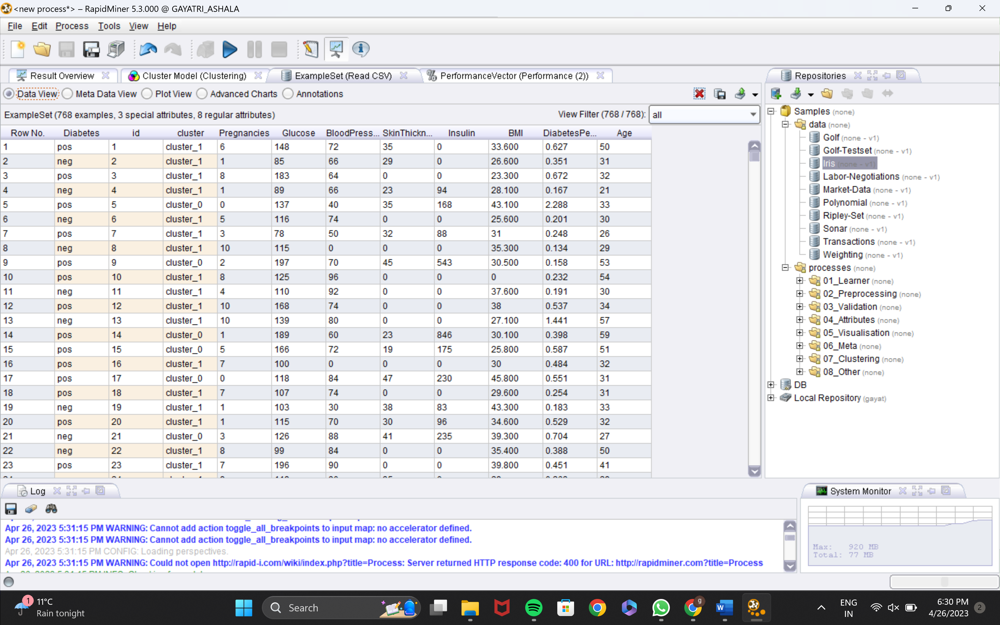 <new process*> – RapidMiner 5.3.000 @ GAYATRI_ASHALA
File Edit Process Tools View Help
Result Overview Cluster Model (Clustering) ExampleSet (Read CSV) PerformanceVector (Performance (2))
Data View Meta Data View Plot View Advanced Charts Annotations
ExampleSet (768 examples, 3 special attributes, 8 regular attributes) View Filter (768 / 768): all
Row No. Diabetes id cluster Pregnancies Glucose BloodPress... SkinThickn... Insulin BMI DiabetesPe... Age
1 pos 1 cluster_1 6 148 72 35 0 33.600 0.627 50
2 neg 2 cluster_1 1 85 66 29 0 26.600 0.351 31
3 pos 3 cluster_1 8 183 64 0 0 23.300 0.672 32
4 neg 4 cluster_1 1 89 66 23 94 28.100 0.167 21
5 pos 5 cluster_0 0 137 40 35 168 43.100 2.288 33
6 neg 6 cluster_1 5 116 74 0 0 25.600 0.201 30
7 pos 7 cluster_1 3 78 50 32 88 31 0.248 26
8 neg 8 cluster_1 10 115 0 0 0 35.300 0.134 29
9 pos 9 cluster_0 2 197 70 45 543 30.500 0.158 53
10 pos 10 cluster_1 8 125 96 0 0 0 0.232 54
11 neg 11 cluster_1 4 110 92 0 0 37.600 0.191 30
12 pos 12 cluster_1 10 168 74 0 0 38 0.537 34
13 neg 13 cluster_1 10 139 80 0 0 27.100 1.441 57
14 pos 14 cluster_0 1 189 60 23 846 30.100 0.398 59
15 pos 15 cluster_0 5 166 72 19 175 25.800 0.587 51
16 pos 16 cluster_1 7 100 0 0 0 30 0.484 32
17 pos 17 cluster_0 0 118 84 47 230 45.800 0.551 31
18 pos 18 cluster_1 7 107 74 0 0 29.600 0.254 31
19 neg 19 cluster_1 1 103 30 38 83 43.300 0.183 33
20 pos 20 cluster_1 1 115 70 30 96 34.600 0.529 32
21 neg 21 cluster_0 3 126 88 41 235 39.300 0.704 27
22 neg 22 cluster_1 8 99 84 0 0 35.400 0.388 50
23 pos 23 cluster_1 7 196 90 0 0 39.800 0.451 41
Repositories
Samples (none)
data (none)
Golf (none - v1)
Golf-Testset (none - v1)
Iris (none - v1)
Labor-Negotiations (none - v1)
Market-Data (none - v1)
Polynomial (none - v1)
Ripley-Set (none - v1)
Sonar (none - v1)
Transactions (none - v1)
Weighting (none - v1)
processes (none)
01_Learner (none)
02_Preprocessing (none)
03_Validation (none)
04_Attributes (none)
05_Visualisation (none)
06_Meta (none)
07_Clustering (none)
08_Other (none)
DB
Local Repository (gayat)
Log
Apr 26, 2023 5:31:15 PM WARNING: Cannot add action toggle_all_breakpoints to input map: no accelerator defined.
Apr 26, 2023 5:31:15 PM WARNING: Cannot add action toggle_all_breakpoints to input map: no accelerator defined.
Apr 26, 2023 5:31:15 PM CONFIG: Loading perspectives.
Apr 26, 2023 5:31:15 PM WARNING: Could not open http://rapid-i.com/wiki/index.php?title=Process: Server returned HTTP response code: 400 for URL: http://rapidminer.com?title=Process
System Monitor
Max: 920 MB
Total: 77 MB
1 11°C
Rain tonight
Search
W
g
ENG
IN
6:30 PM
4/26/2023
2